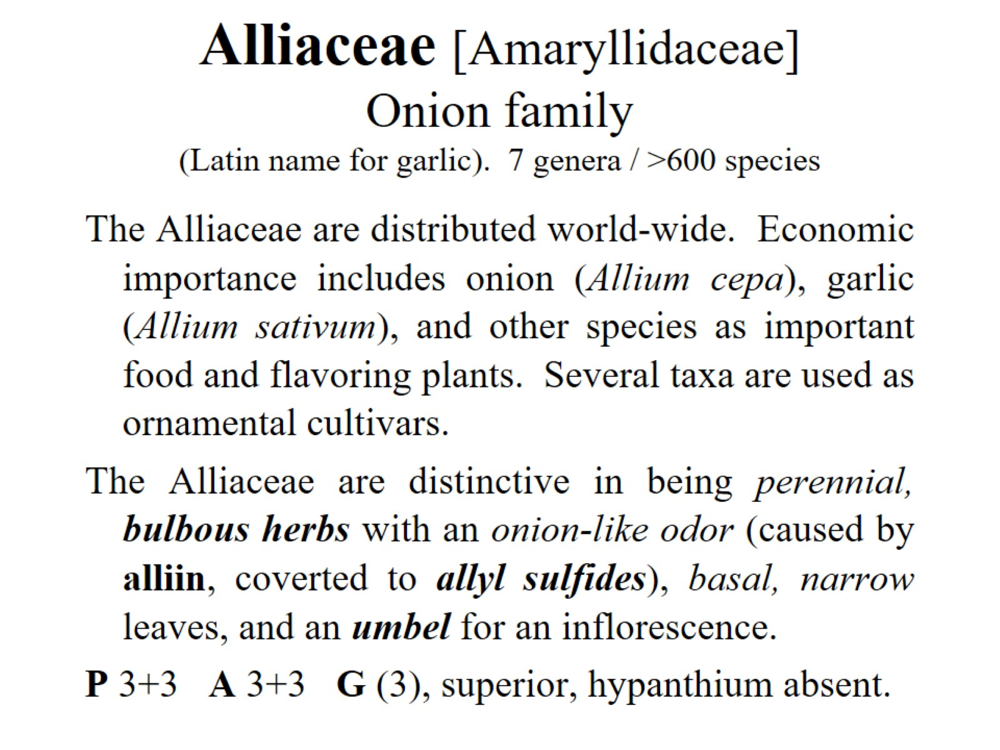 Alliaceae [Amaryllidaceae]
Onion family
(Latin name for garlic).  7 genera / >600 species
The Alliaceae are distributed world-wide.  Economic
importance includes onion (Allium cepa), garlic
(Allium sativum), and other species as important
food and flavoring plants.  Several taxa are used as
ornamental cultivars.
The Alliaceae are distinctive in being perennial,
bulbous herbs with an onion-like odor (caused by
alliin, coverted to allyl sulfides), basal, narrow
leaves, and an umbel for an inflorescence.
P 3+3   A 3+3   G (3), superior, hypanthium absent.